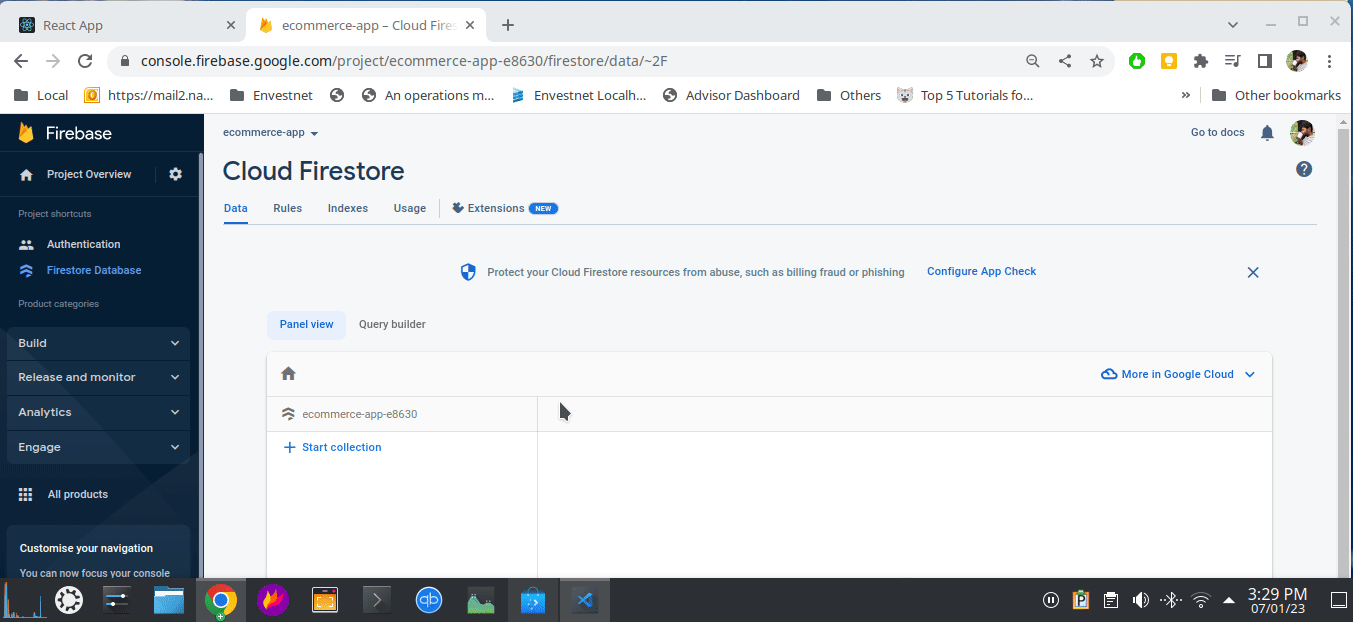 React App
ecommerce-app – Cloud Fires
console.firebase.google.com/project/ecommerce-app-e8630/firestore/data/~2F
Local https://mail2.na... Envestnet An operations m... Envestnet Localh... Advisor Dashboard Others Top 5 Tutorials fo... » Other bookmarks
Firebase
ecommerce-app
Go to docs
Project Overview
Cloud Firestore
Project shortcuts
Data Rules Indexes Usage Extensions NEW
Authentication
Firestore Database
Protect your Cloud Firestore resources from abuse, such as billing fraud or phishing Configure App Check
Product categories
Panel view Query builder
Build
Release and monitor
More in Google Cloud
Analytics
ecommerce-app-e8630
Engage
Start collection
All products
Customise your navigation
You can now focus your console
qb
P
3:29 PM
07/01/23